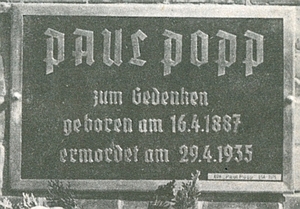 Paul Popp
zum Gedenken
geboren am 16.4.1887
ermordet am 29.4.1935